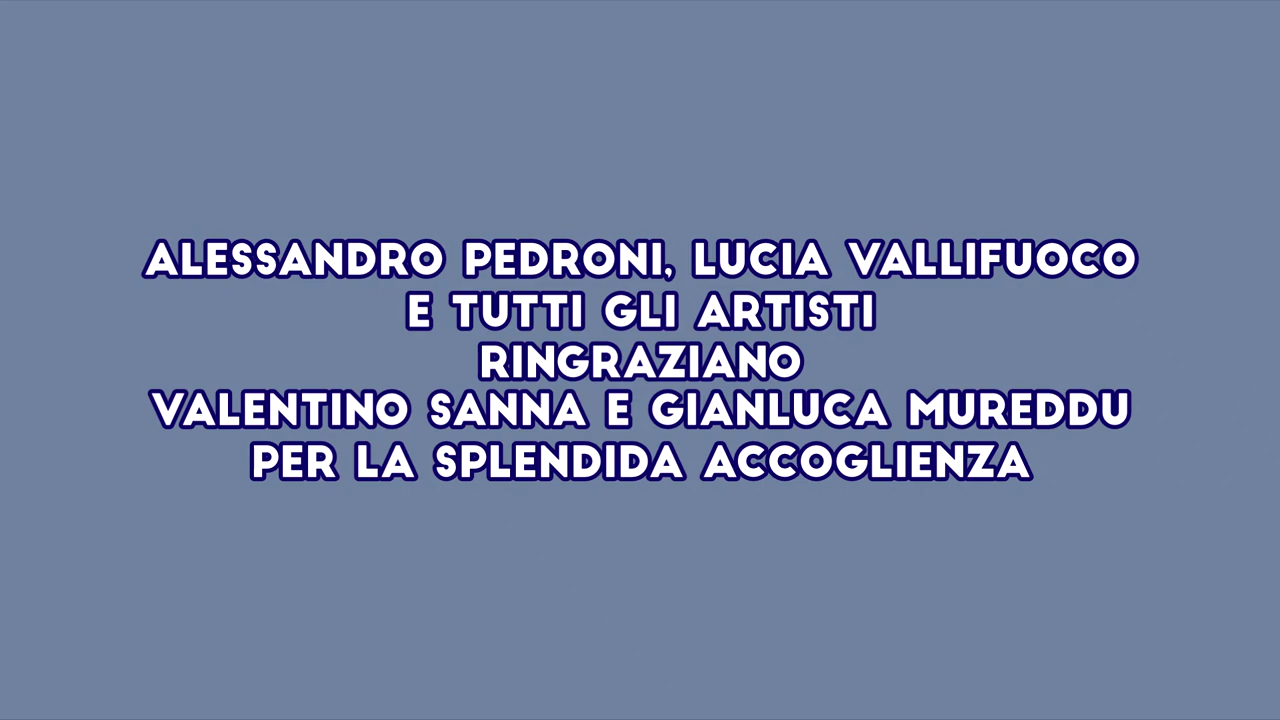 ALESSANDRO PEDRONI, LUCIA VALLIFUOCO
E TUTTI GLI ARTISTI
RINGRAZIANO
VALENTINO SANNA E GIANLUCA MUREDDU
PER LA SPLENDIDA ACCOGLIENZA